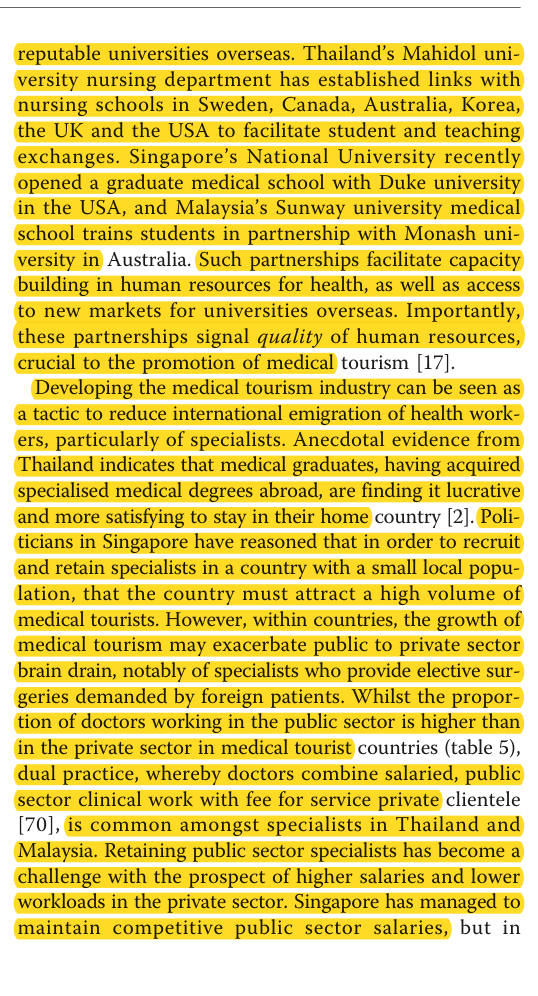 reputable universities overseas. Thailand’s Mahidol uni-
versity nursing department has established links with
nursing schools in Sweden, Canada, Australia, Korea,
the UK and the USA to facilitate student and teaching
exchanges. Singapore’s National University recently
opened a graduate medical school with Duke university
in the USA, and Malaysia’s Sunway university medical
school trains students in partnership with Monash uni-
versity in Australia. Such partnerships facilitate capacity
building in human resources for health, as well as access
to new markets for universities overseas. Importantly,
these partnerships signal quality of human resources,
crucial to the promotion of medical tourism [17].
Developing the medical tourism industry can be seen as
a tactic to reduce international emigration of health work-
ers, particularly of specialists. Anecdotal evidence from
Thailand indicates that medical graduates, having acquired
specialised medical degrees abroad, are finding it lucrative
and more satisfying to stay in their home country [2]. Poli-
ticians in Singapore have reasoned that in order to recruit
and retain specialists in a country with a small local popu-
lation, that the country must attract a high volume of
medical tourists. However, within countries, the growth of
medical tourism may exacerbate public to private sector
brain drain, notably of specialists who provide elective sur-
geries demanded by foreign patients. Whilst the propor-
tion of doctors working in the public sector is higher than
in the private sector in medical tourist countries (table 5),
dual practice, whereby doctors combine salaried, public
sector clinical work with fee for service private clientele
[70], is common amongst specialists in Thailand and
Malaysia. Retaining public sector specialists has become a
challenge with the prospect of higher salaries and lower
workloads in the private sector. Singapore has managed to
maintain competitive public sector salaries, but in